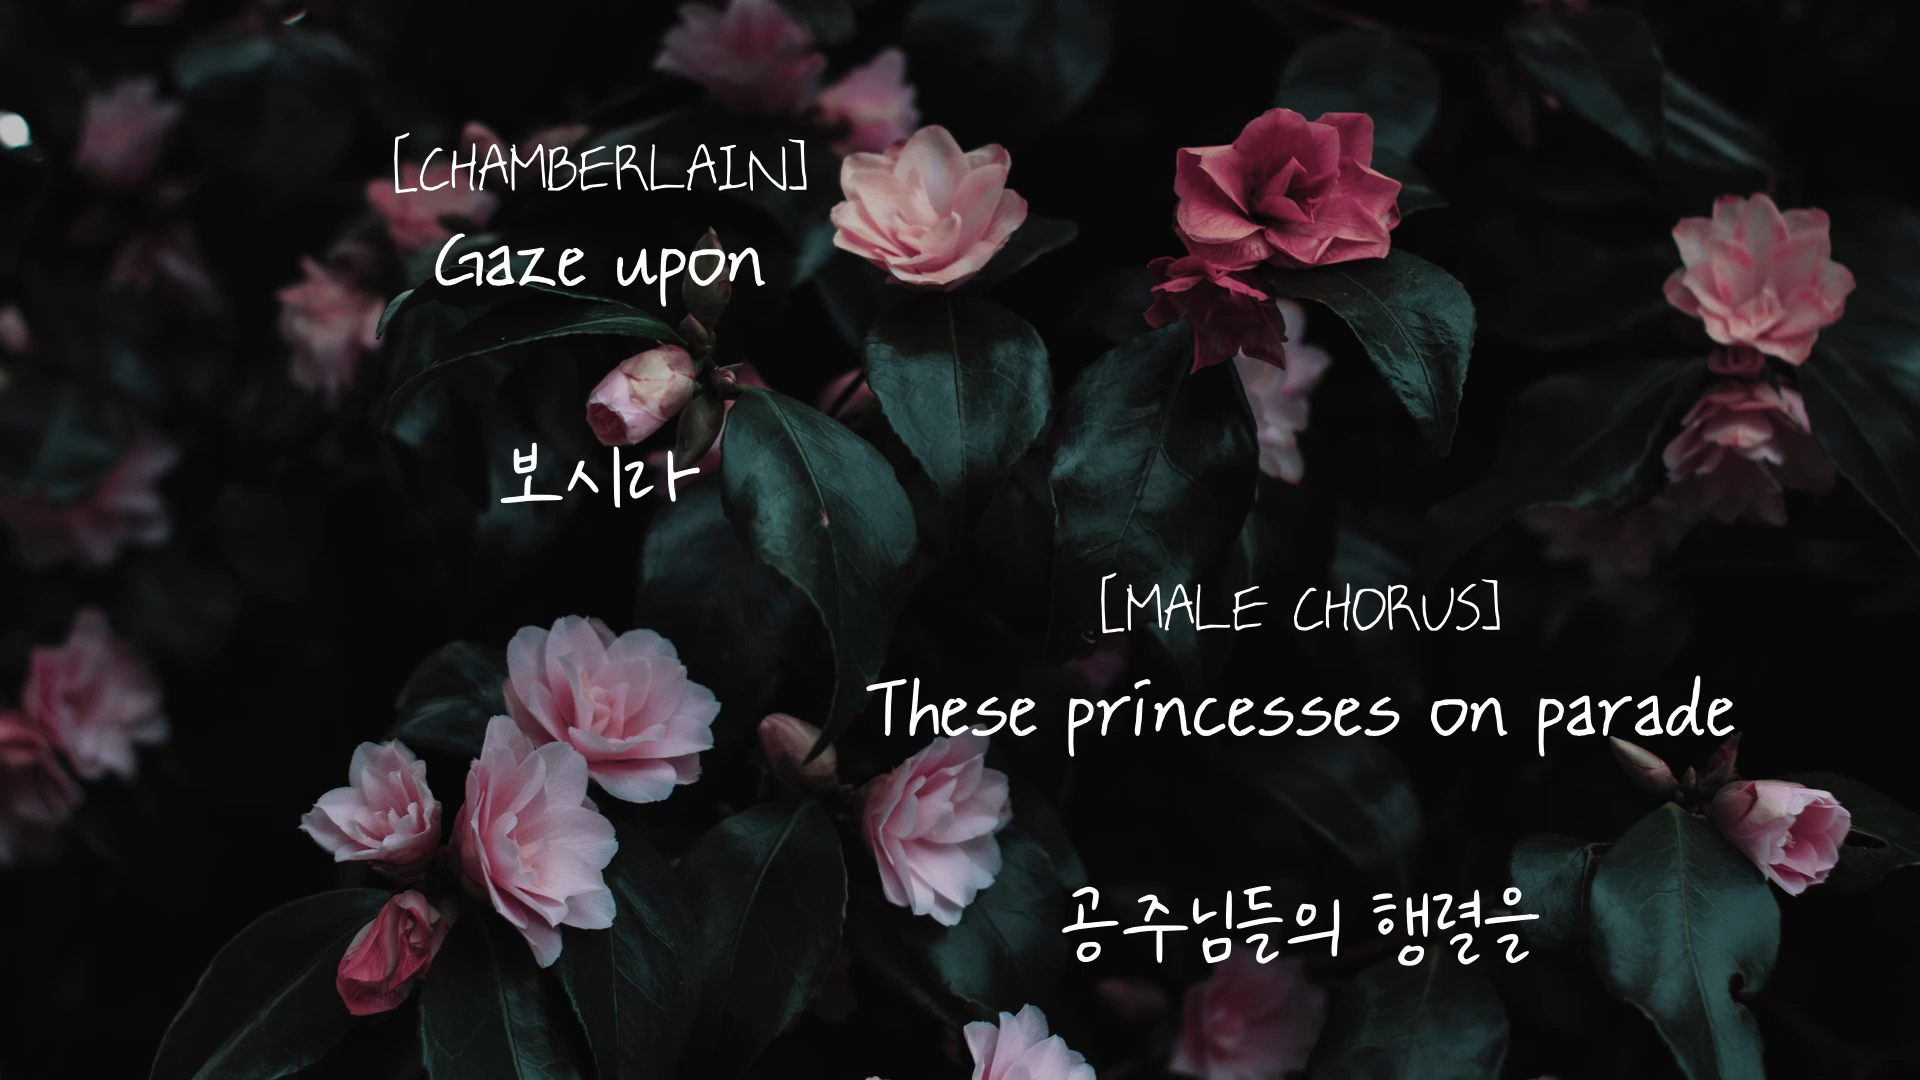 [CHAMBERLAIN]
Gaze upon
보시라
[MALE CHORUS]
These princesses on parade
공주님들의 행렬을